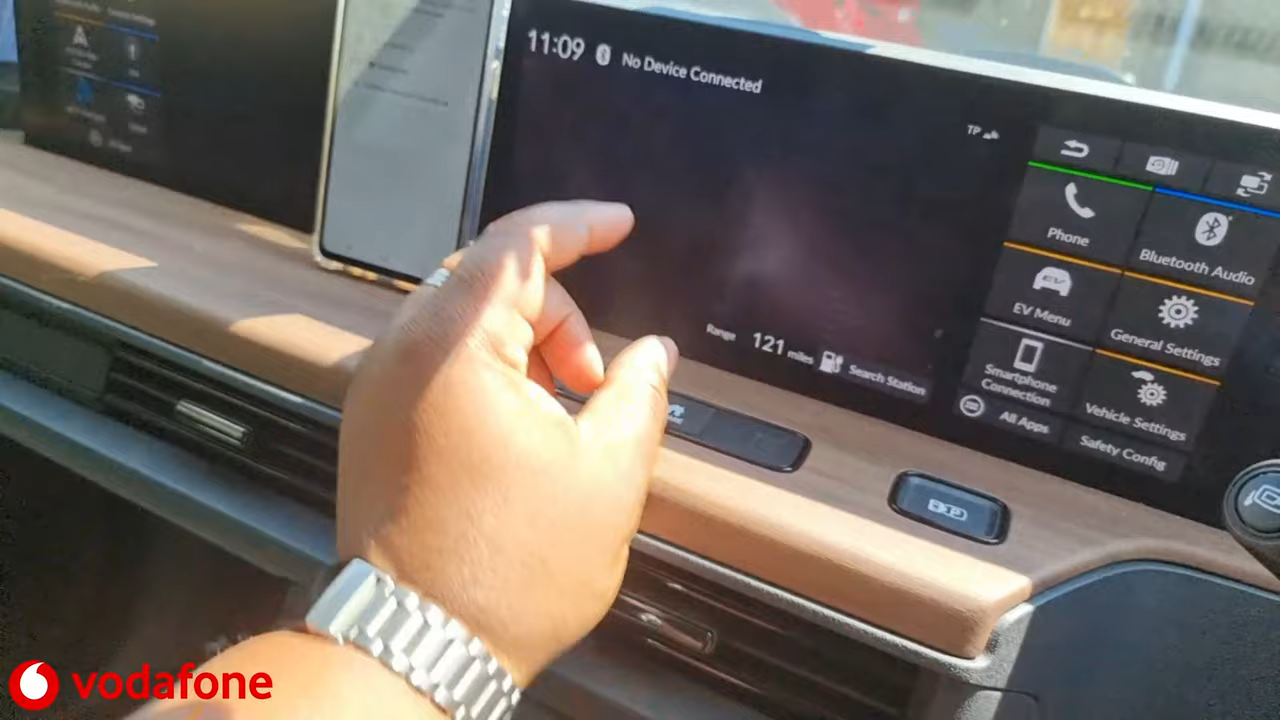 11:09 No Device Connected
TP
Phone
Bluetooth Audio
EV Menu
General Settings
Smartphone
Connection
Vehicle Settings
All Apps
Safety Config
Range 121 miles Search Station
vodafone